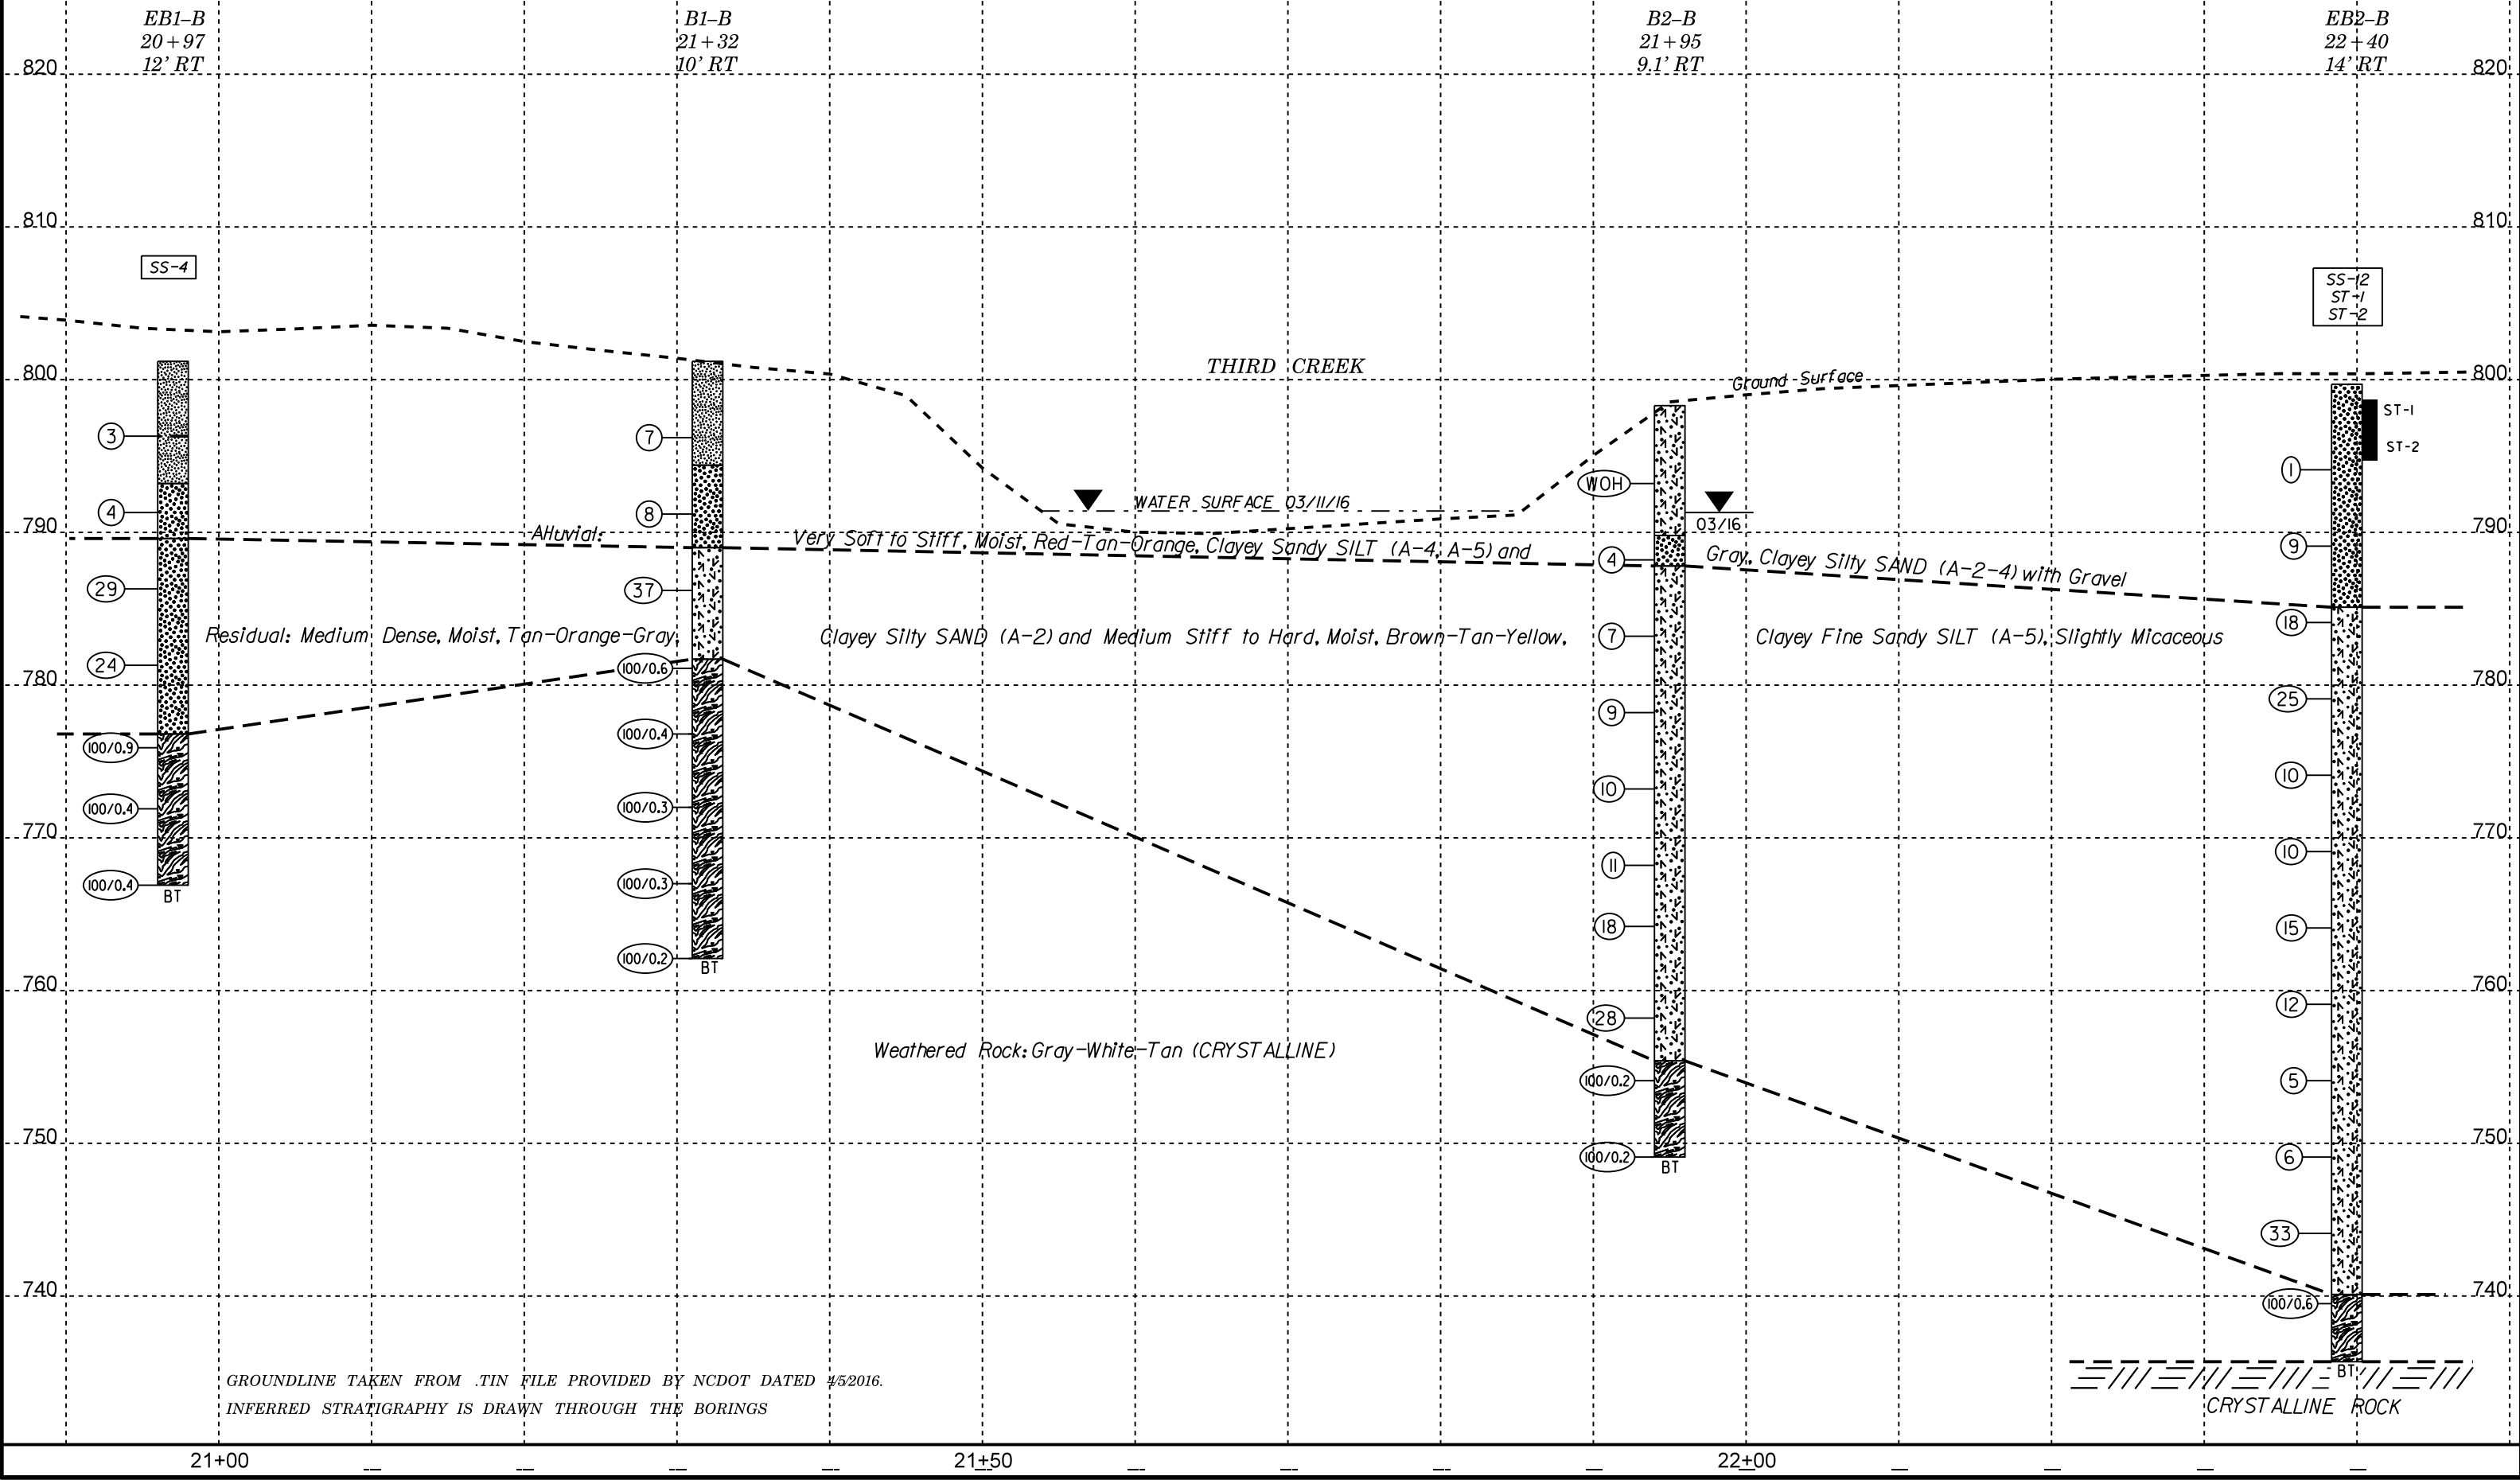 EB1–B
20+97
12' RT
B1–B
21+32
10' RT
B2–B
21+95
9.1' RT
EB2–B
22+40
14' RT
820 820
810 810
SS-4
SS-12
ST-1
ST-2
THIRD CREEK
Ground Surface
800 800
ST-1
ST-2
3
7
1
WOH
WATER SURFACE 03/11/16
03/16
4
8
790 790
Alluvial: Very Soft to Stiff, Moist, Red-Tan-Orange, Clayey Sandy SILT (A-4, A-5) and Gray, Clayey Silty SAND (A-2-4) with Gravel
4
9
29
37
18
Residual: Medium Dense, Moist, Tan-Orange-Gray, Clayey Silty SAND (A-2) and Medium Stiff to Hard, Moist, Brown-Tan-Yellow, Clayey Fine Sandy SILT (A-5), Slightly Micaceous
7
24
100/0.6
780 780
25
9
100/0.9
100/0.4
10
10
100/0.4
100/0.3
770 770
10
11
100/0.4
BT
100/0.3
18
15
100/0.2
BT
760 760
12
28
Weathered Rock: Gray-White-Tan (CRYSTALLINE)
100/0.2
5
750 750
100/0.2
BT
6
33
740 740
100/0.6
BT
CRYSTALLINE ROCK
GROUNDLINE TAKEN FROM .TIN FILE PROVIDED BY NCDOT DATED 4/5/2016.
INFERRED STRATIGRAPHY IS DRAWN THROUGH THE BORINGS
21+00 21+50 22+00